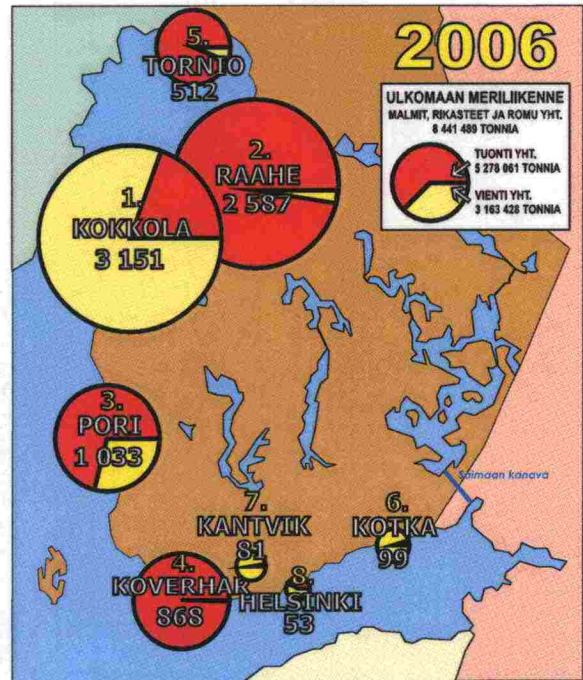 2006
ULKOMAAN MERILIIKENNE
MALMIT, RIKASTEET JA ROMU YHT.
8 441 489 TONNIA
TUONTI YHT.
5 278 061 TONNIA
VIENTI YHT.
3 163 428 TONNIA
5.
TORNIO
512
2.
RAAHE
2 587
1.
KOKKOLA
3 151
3.
PORI
1 033
Saimaan kanava
7.
KANTVIK
81
6.
KOTKA
99
4.
KOVERHAR
868
8.
HELSINKI
53